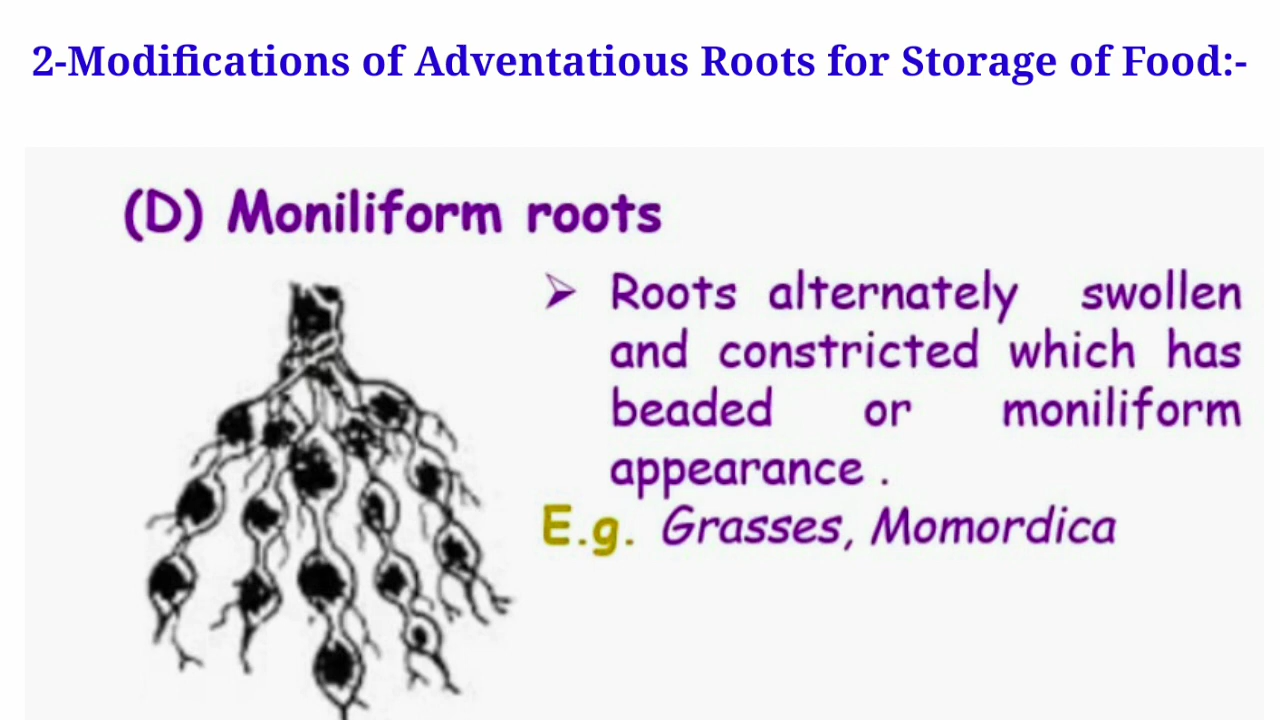 2-Modifications of Adventatious Roots for Storage of Food:-
(D) Moniliform roots
➢ Roots alternately swollen
and constricted which has
beaded or moniliform
appearance .
E.g. Grasses, Momordica